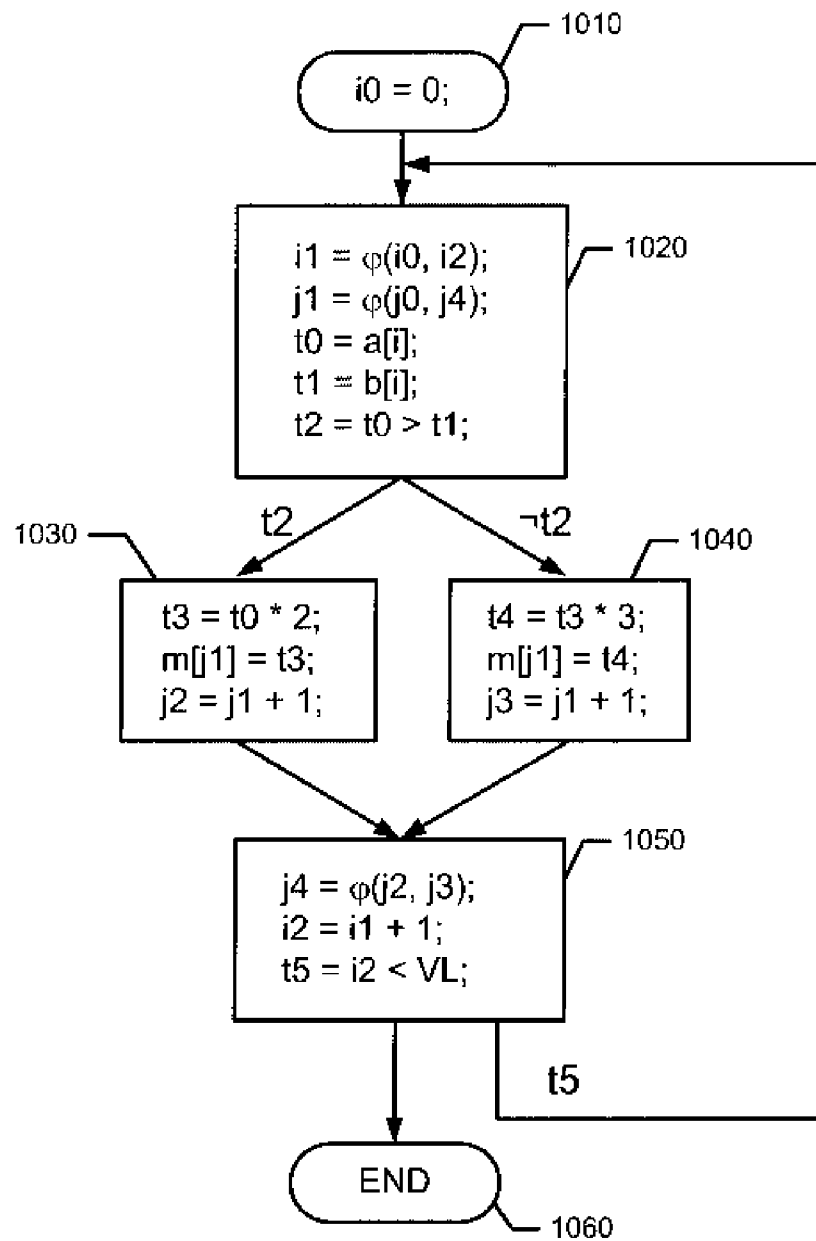 1010
i0 = 0;
1020
i1 = φ(i0, i2);
j1 = φ(j0, j4);
t0 = a[i];
t1 = b[i];
t2 = t0 > t1;
t2
¬t2
1030
t3 = t0 * 2;
m[j1] = t3;
j2 = j1 + 1;
1040
t4 = t3 * 3;
m[j1] = t4;
j3 = j1 + 1;
1050
j4 = φ(j2, j3);
i2 = i1 + 1;
t5 = i2 < VL;
t5
END
1060